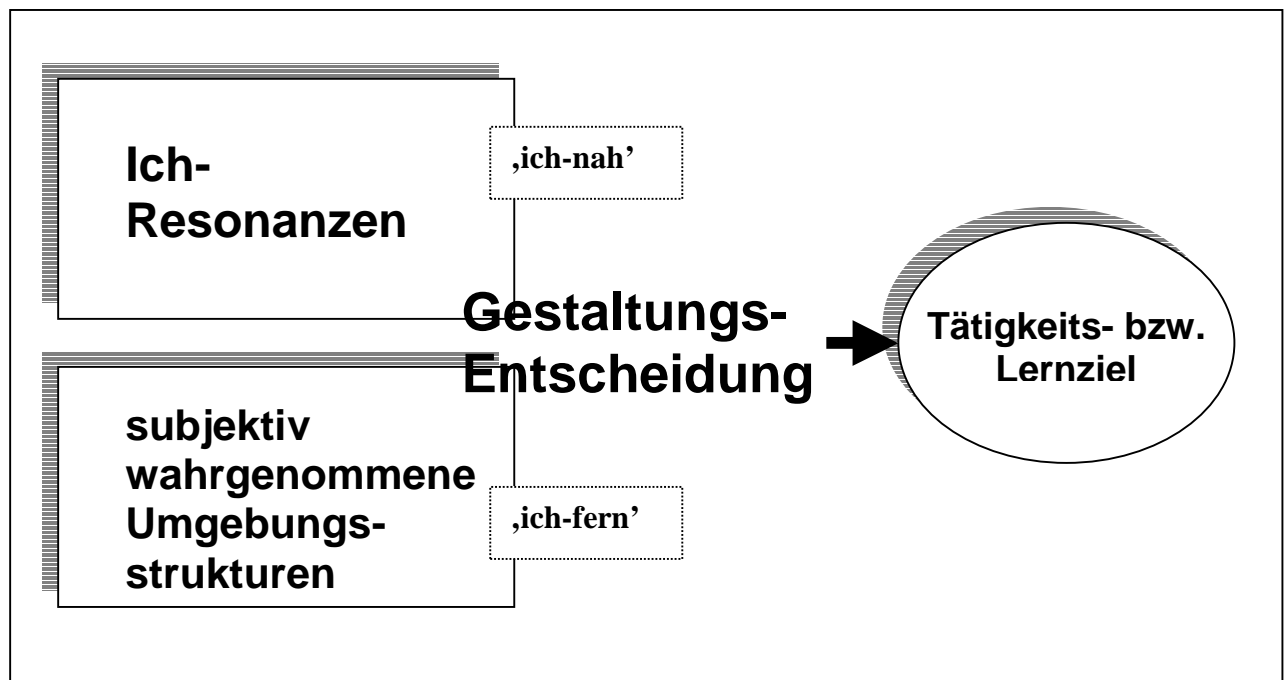 Ich-
Resonanzen
‚ich-nah’
Gestaltungs-
Entscheidung
Tätigkeits- bzw.
Lernziel
subjektiv
wahrgenommene
Umgebungs-
strukturen
‚ich-fern’